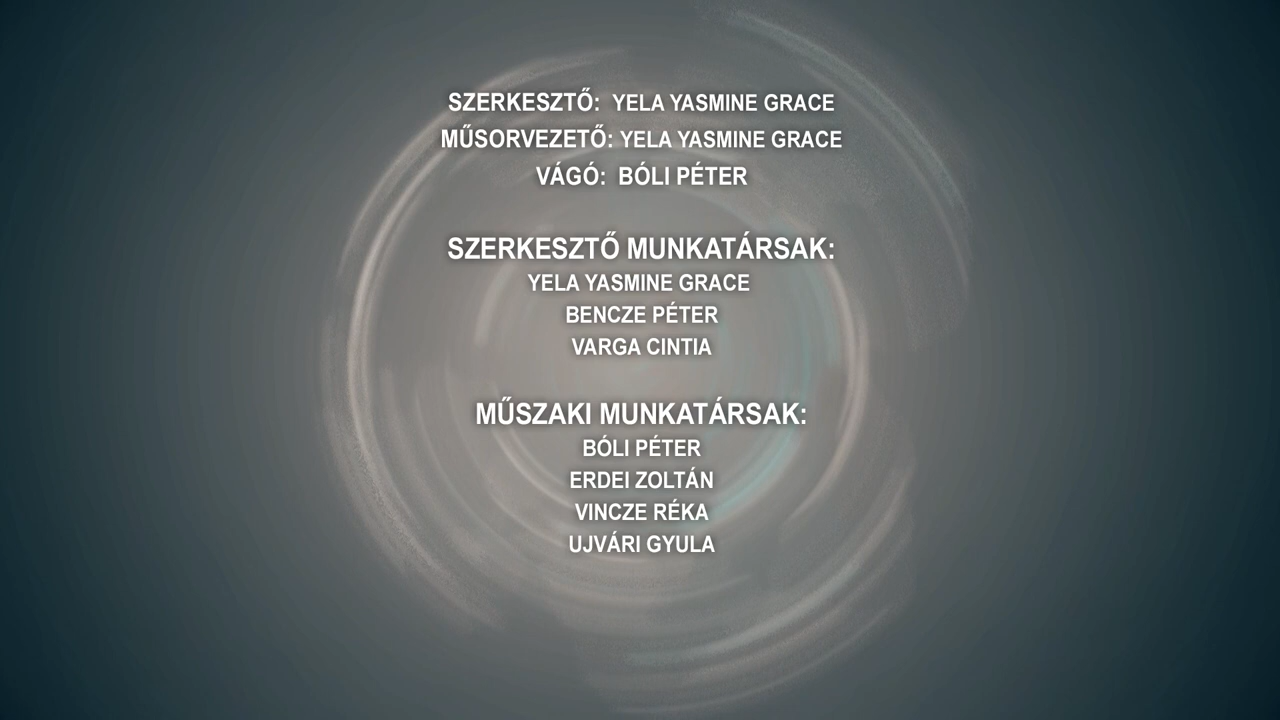 SZERKESZTŐ: YELA YASMINE GRACE
MŰSORVEZETŐ: YELA YASMINE GRACE
VÁGÓ: BÓLI PÉTER
SZERKESZTŐ MUNKATÁRSAK:
YELA YASMINE GRACE
BENCZE PÉTER
VARGA CINTIA
MŰSZAKI MUNKATÁRSAK:
BÓLI PÉTER
ERDEI ZOLTÁN
VINCZE RÉKA
UJVÁRI GYULA